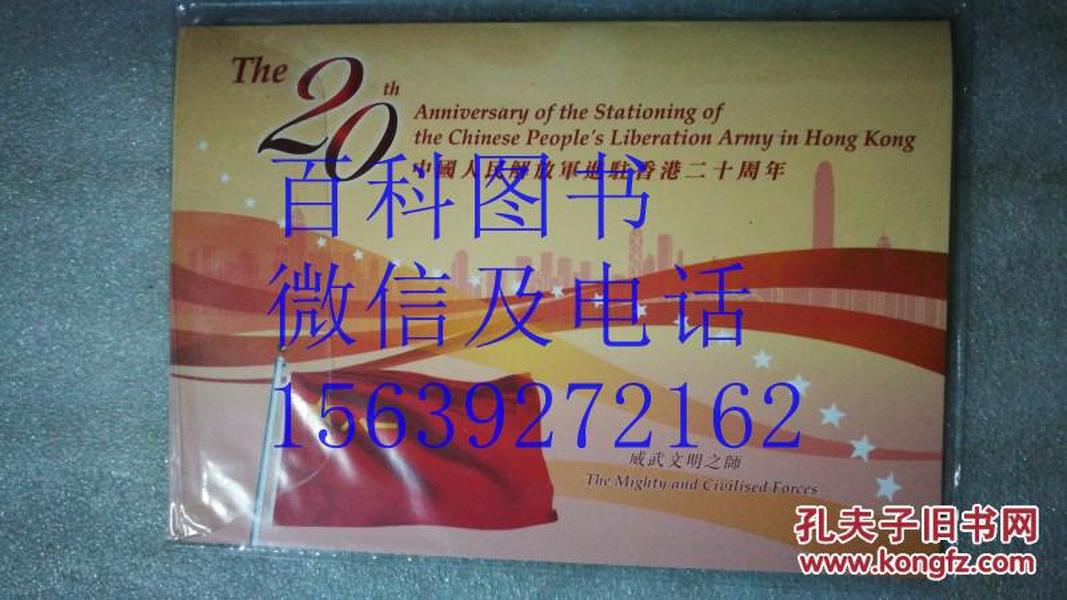 The 20th
Anniversary of the Stationing of
the Chinese People's Liberation Army in Hong Kong
中國人民解放軍進駐香港二十周年
百科图书
微信及电话
15639272162
威武文明之師
The Mighty and Civilised Forces
孔夫子旧书网
www.kongfz.com